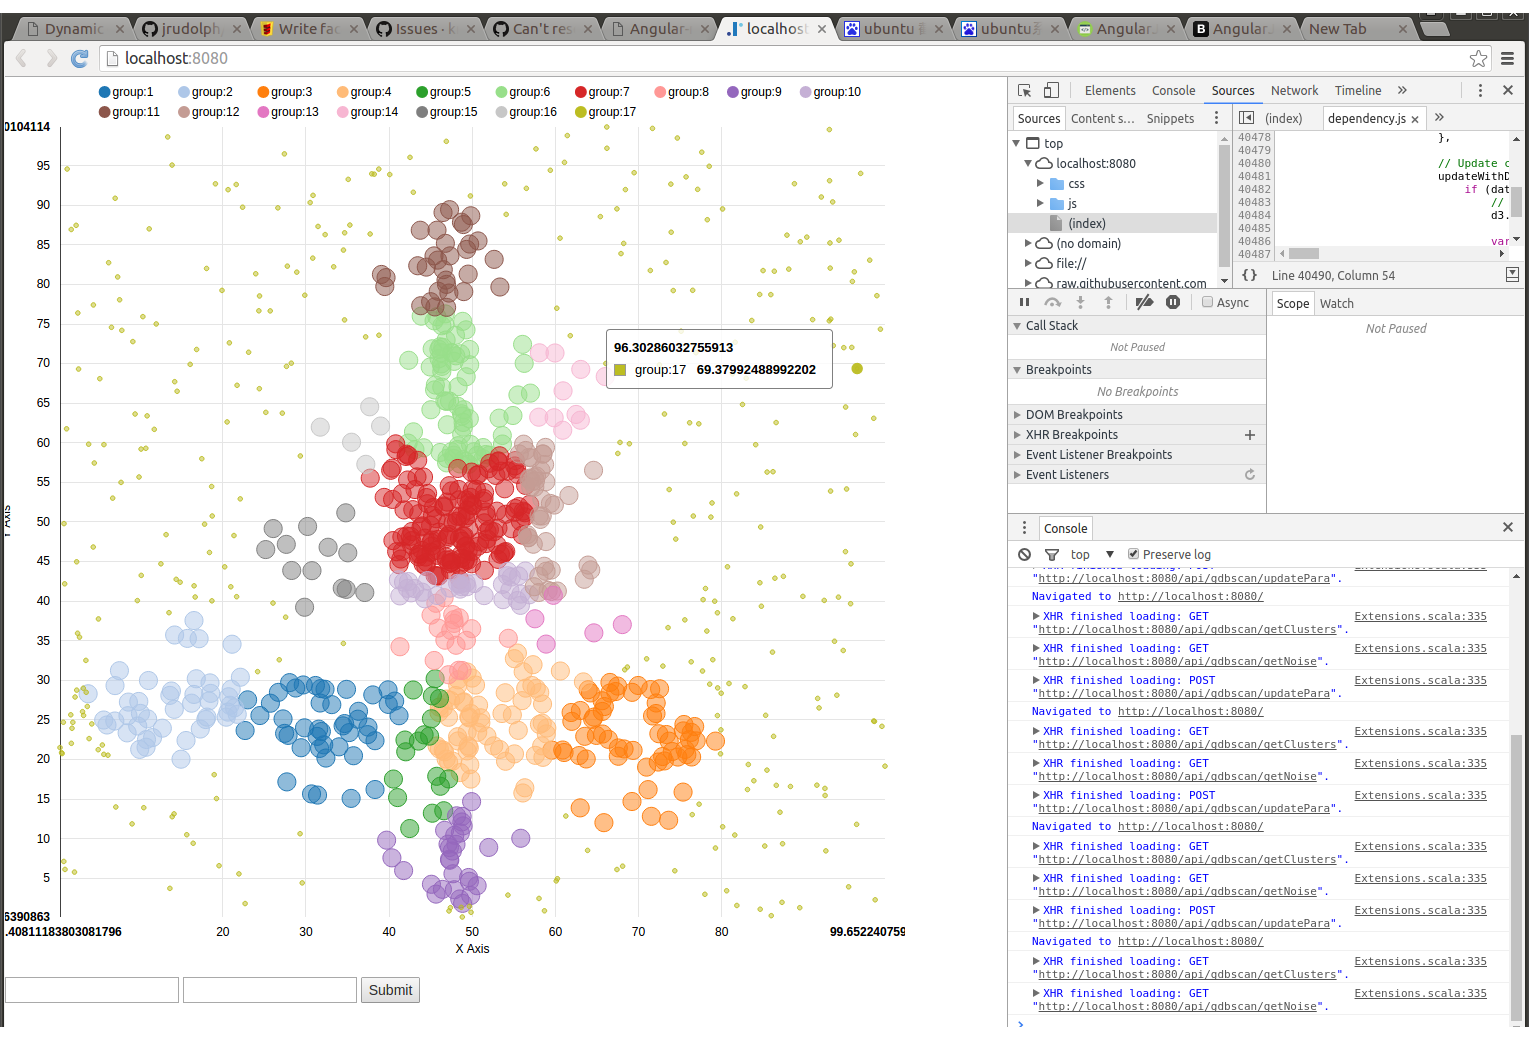 Dynamic
jrudolph
Write fac
Issues · k
Can't res
Angular-
localhos
ubuntu
ubuntu
Angular.
Angular.
New Tab
localhost:8080
group:1 group:2 group:3 group:4 group:5 group:6 group:7 group:8 group:9 group:10
group:11 group:12 group:13 group:14 group:15 group:16 group:17
0104114
95
90
85
80
75
70
65
60
55
50
45
40
35
30
25
20
15
10
5
6390863
Axis
96.30286032755913
group:17 69.37992488992202
.40811183803081796 20 30 40 50 60 70 80 99.652240759
X Axis
Submit
Elements Console Sources Network Timeline »
Sources Content s... Snippets
top
localhost:8080
css
js
(index)
(no domain)
file://
raw.githubusercontent.com
(index) dependency.js × »
40478 },
40479
40480 // Update c
40481 updateWithD
40482 if (dat
40483 //
40484 d3.
40485
40486 var
40487
{} Line 40490, Column 54
Async
Call Stack
Not Paused
Breakpoints
No Breakpoints
DOM Breakpoints
XHR Breakpoints +
Event Listener Breakpoints
Event Listeners
Scope Watch
Not Paused
Console
top ▼ Preserve log
XHR finished loading: POST Extensions.scala:335
"http://localhost:8080/api/gdbscan/updatePara".
Navigated to http://localhost:8080/
XHR finished loading: GET Extensions.scala:335
"http://localhost:8080/api/gdbscan/getClusters".
XHR finished loading: GET Extensions.scala:335
"http://localhost:8080/api/gdbscan/getNoise".
XHR finished loading: POST Extensions.scala:335
"http://localhost:8080/api/gdbscan/updatePara".
Navigated to http://localhost:8080/
XHR finished loading: GET Extensions.scala:335
"http://localhost:8080/api/gdbscan/getClusters".
XHR finished loading: GET Extensions.scala:335
"http://localhost:8080/api/gdbscan/getNoise".
XHR finished loading: POST Extensions.scala:335
"http://localhost:8080/api/gdbscan/updatePara".
Navigated to http://localhost:8080/
XHR finished loading: GET Extensions.scala:335
"http://localhost:8080/api/gdbscan/getClusters".
XHR finished loading: GET Extensions.scala:335
"http://localhost:8080/api/gdbscan/getNoise".
XHR finished loading: POST Extensions.scala:335
"http://localhost:8080/api/gdbscan/updatePara".
Navigated to http://localhost:8080/
XHR finished loading: GET Extensions.scala:335
"http://localhost:8080/api/gdbscan/getClusters".
XHR finished loading: GET Extensions.scala:335
"http://localhost:8080/api/gdbscan/getNoise".